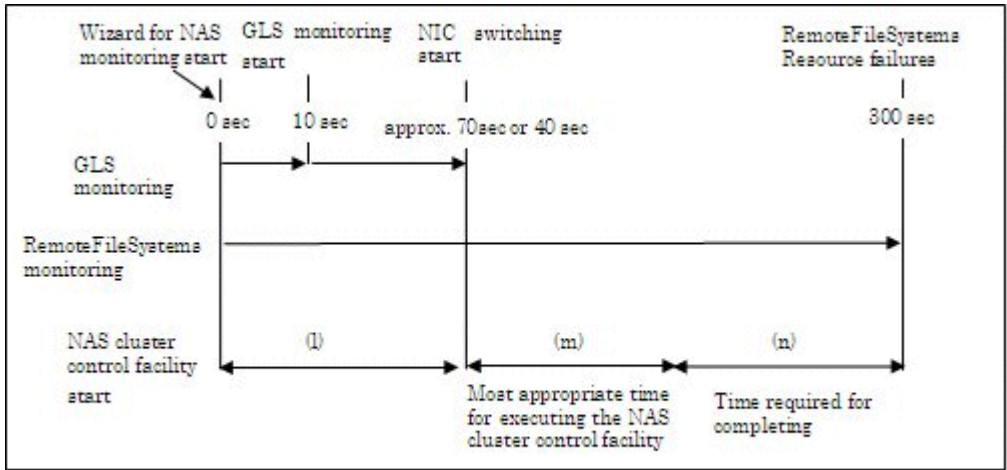 Wizard for NAS
monitoring start
GLS monitoring
start
NIC switching
start
RemoteFileSystems
Resource failures
0 sec
10 sec
approx. 70sec or 40 sec
300 sec
GLS
monitoring
RemoteFileSystems
monitoring
NAS cluster
control facility
start
(l)
(m)
(n)
Most appropriate time
for executing the NAS
cluster control facility
Time required for
completing